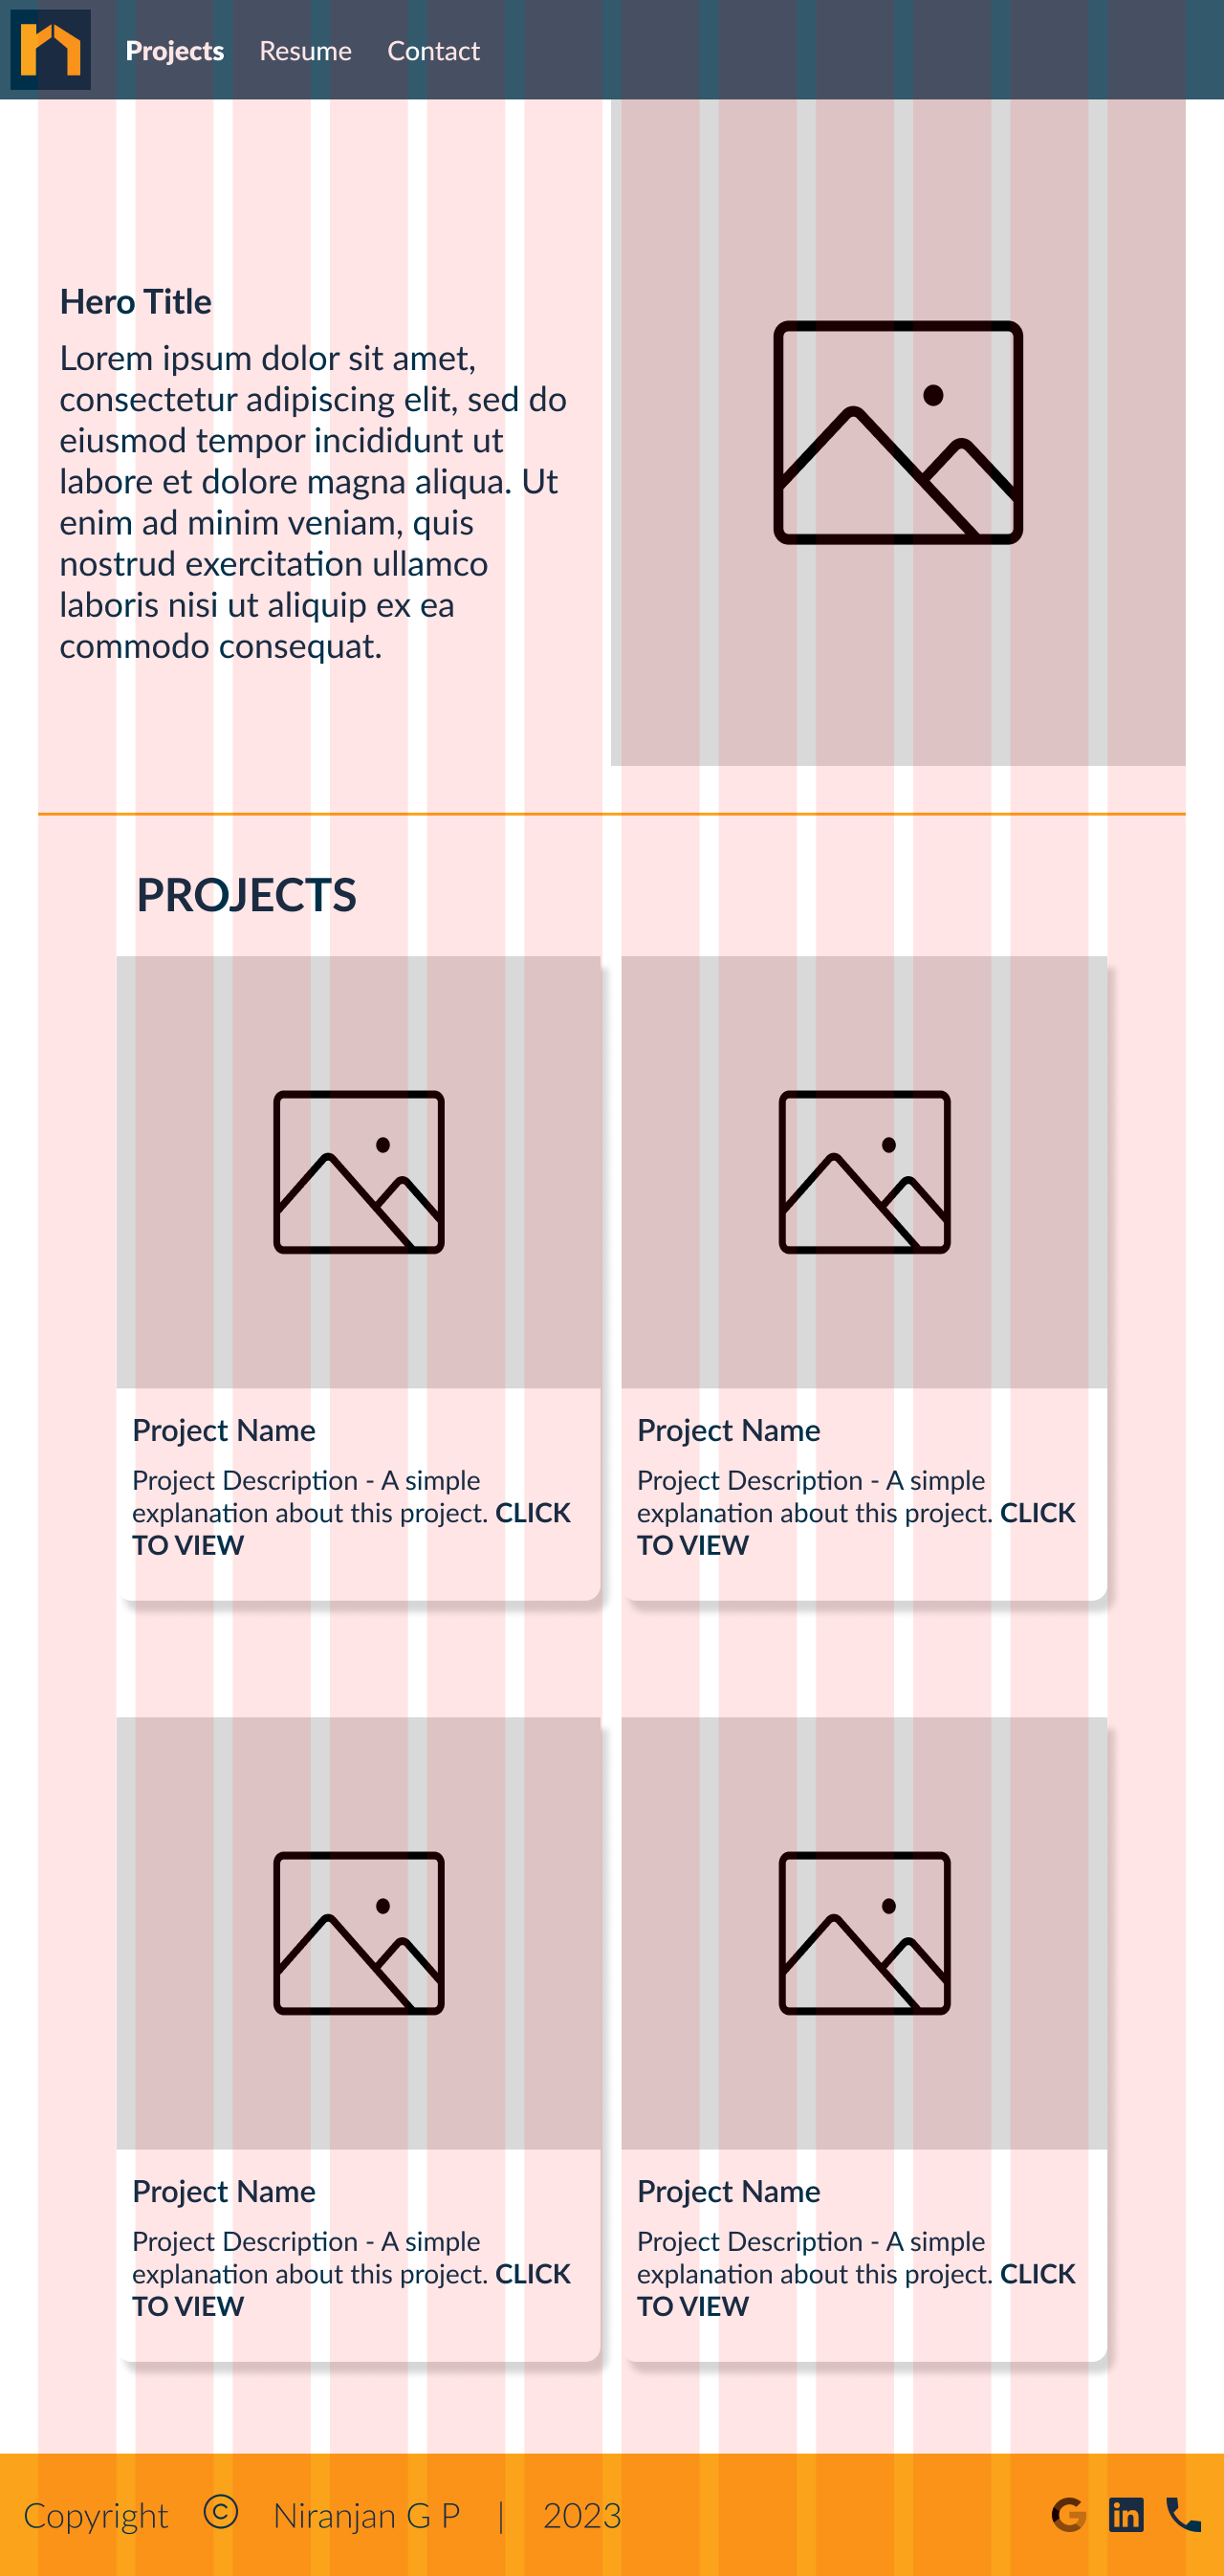 Projects Resume Contact
Hero Title
Lorem ipsum dolor sit amet,
consectetur adipiscing elit, sed do
eiusmod tempor incididunt ut
labore et dolore magna aliqua. Ut
enim ad minim veniam, quis
nostrud exercitation ullamco
laboris nisi ut aliquip ex ea
commodo consequat.
PROJECTS
Project Name
Project Description - A simple
explanation about this project. CLICK
TO VIEW
Project Name
Project Description - A simple
explanation about this project. CLICK
TO VIEW
Project Name
Project Description - A simple
explanation about this project. CLICK
TO VIEW
Project Name
Project Description - A simple
explanation about this project. CLICK
TO VIEW
Copyright © Niranjan G P | 2023